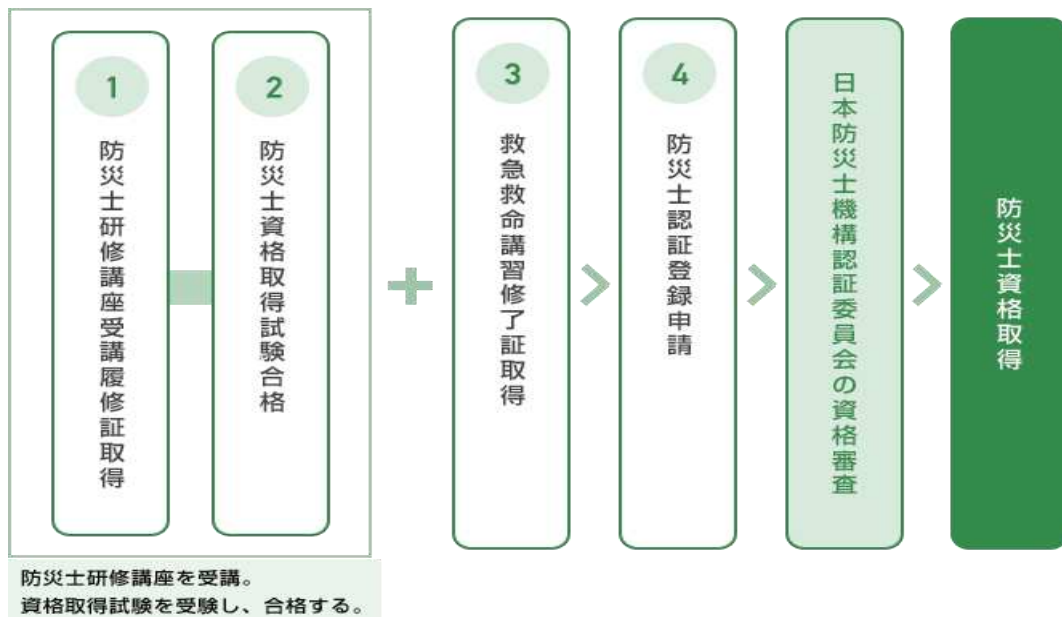 1
防災士研修講座受講履修証取得
2
防災士資格取得試験合格
+
3
救急救命講習修了証取得
>
4
防災士認証登録申請
>
日本防災士機構認証委員会の資格審査
>
防災士資格取得
防災士研修講座を受講。
資格取得試験を受験し、合格する。